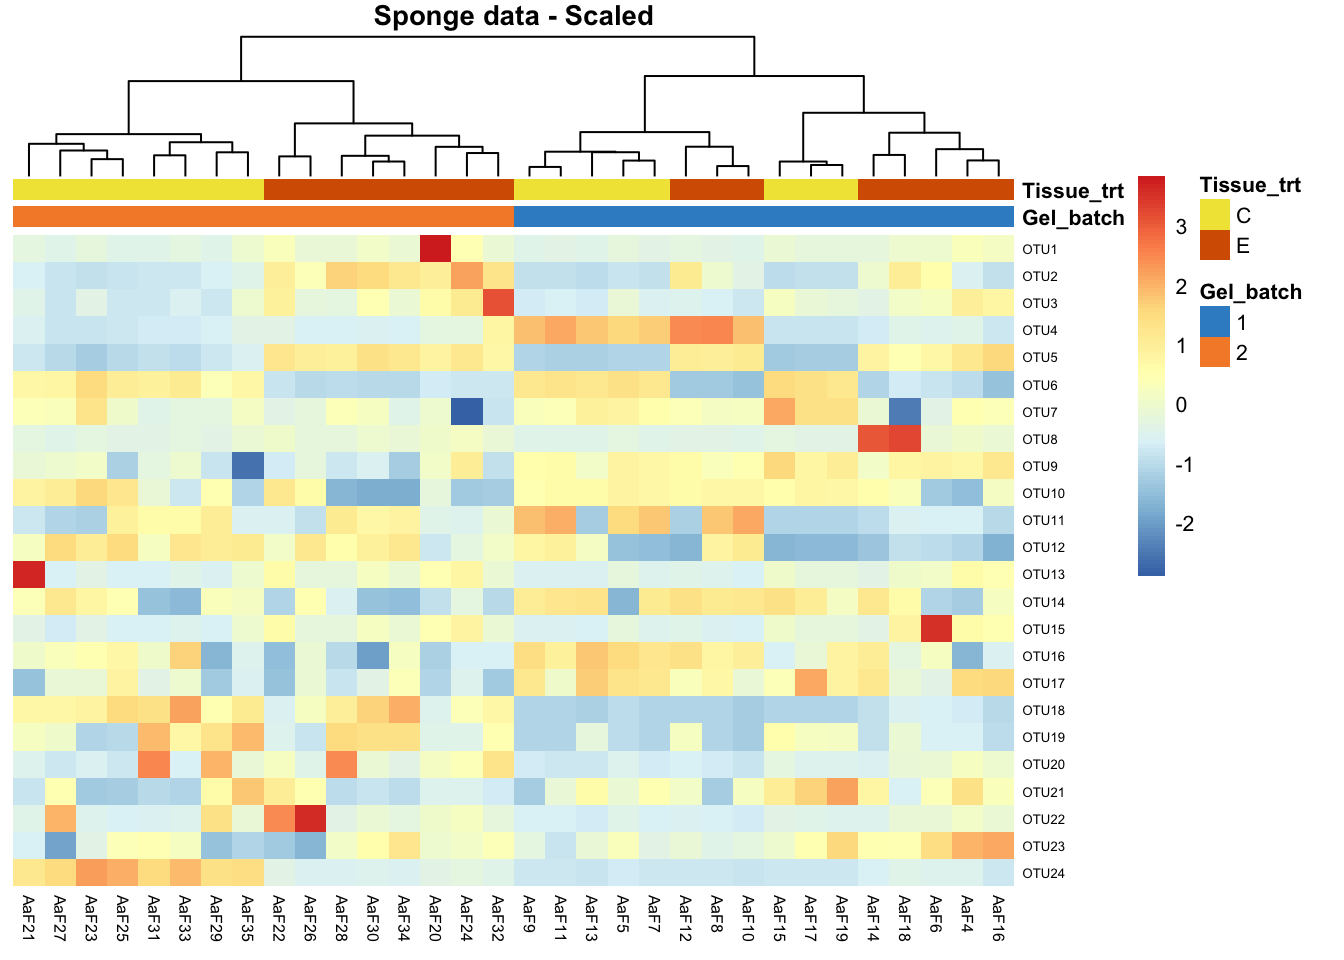 Sponge data - Scaled
Tissue_trt
Gel_batch
OTU1
OTU2
OTU3
OTU4
OTU5
OTU6
OTU7
OTU8
OTU9
OTU10
OTU11
OTU12
OTU13
OTU14
OTU15
OTU16
OTU17
OTU18
OTU19
OTU20
OTU21
OTU22
OTU23
OTU24
AaF21 AaF27 AaF23 AaF25 AaF31 AaF33 AaF29 AaF35 AaF22 AaF26 AaF28 AaF30 AaF34 AaF20 AaF24 AaF32 AaF9 AaF11 AaF13 AaF5 AaF7 AaF12 AaF8 AaF10 AaF15 AaF17 AaF19 AaF14 AaF18 AaF6 AaF4 AaF16
3
2
1
0
-1
-2
Tissue_trt
C
E
Gel_batch
1
2